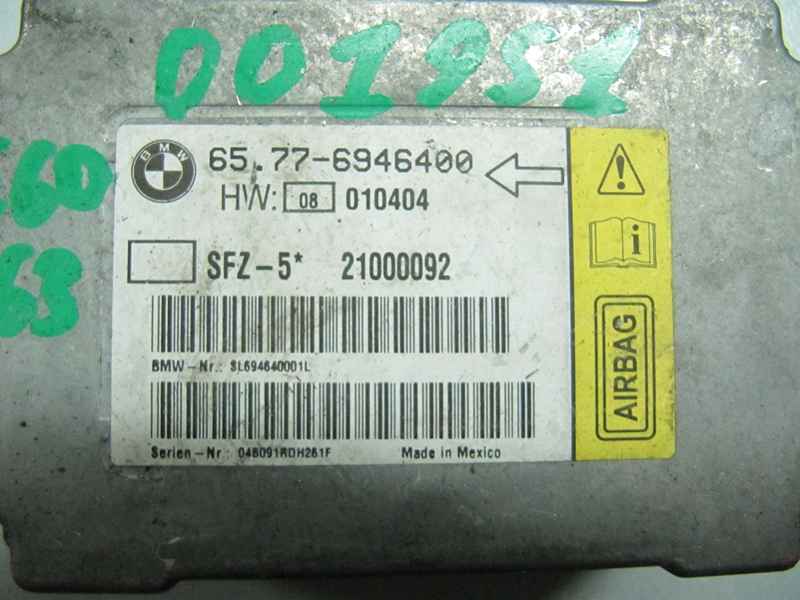 001951
E60
63
BMW
65.77-6946400
HW: 08 010404
SFZ-5* 21000092
BMW-Nr.: SL694640001L
Serien-Nr: 046091RDH261F
Made in Mexico
i
AIRBAG